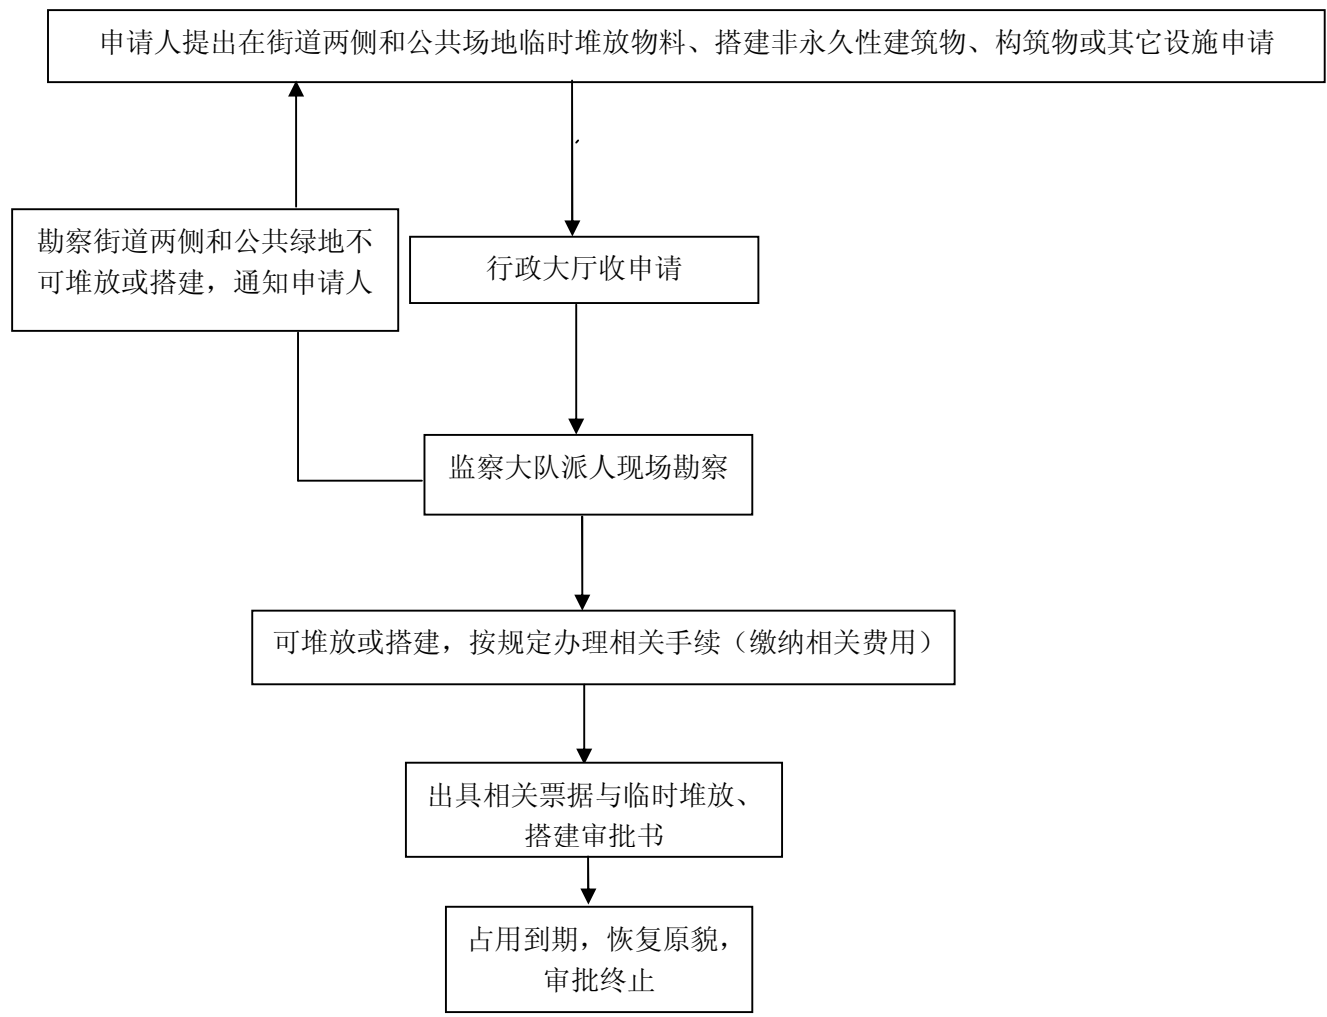 申请人提出在街道两侧和公共场地临时堆放物料、搭建非永久性建筑物、构筑物或其它设施申请
勘察街道两侧和公共绿地不
可堆放或搭建，通知申请人
行政大厅收申请
监察大队派人现场勘察
可堆放或搭建，按规定办理相关手续（缴纳相关费用）
出具相关票据与临时堆放、
搭建审批书
占用到期，恢复原貌，
审批终止